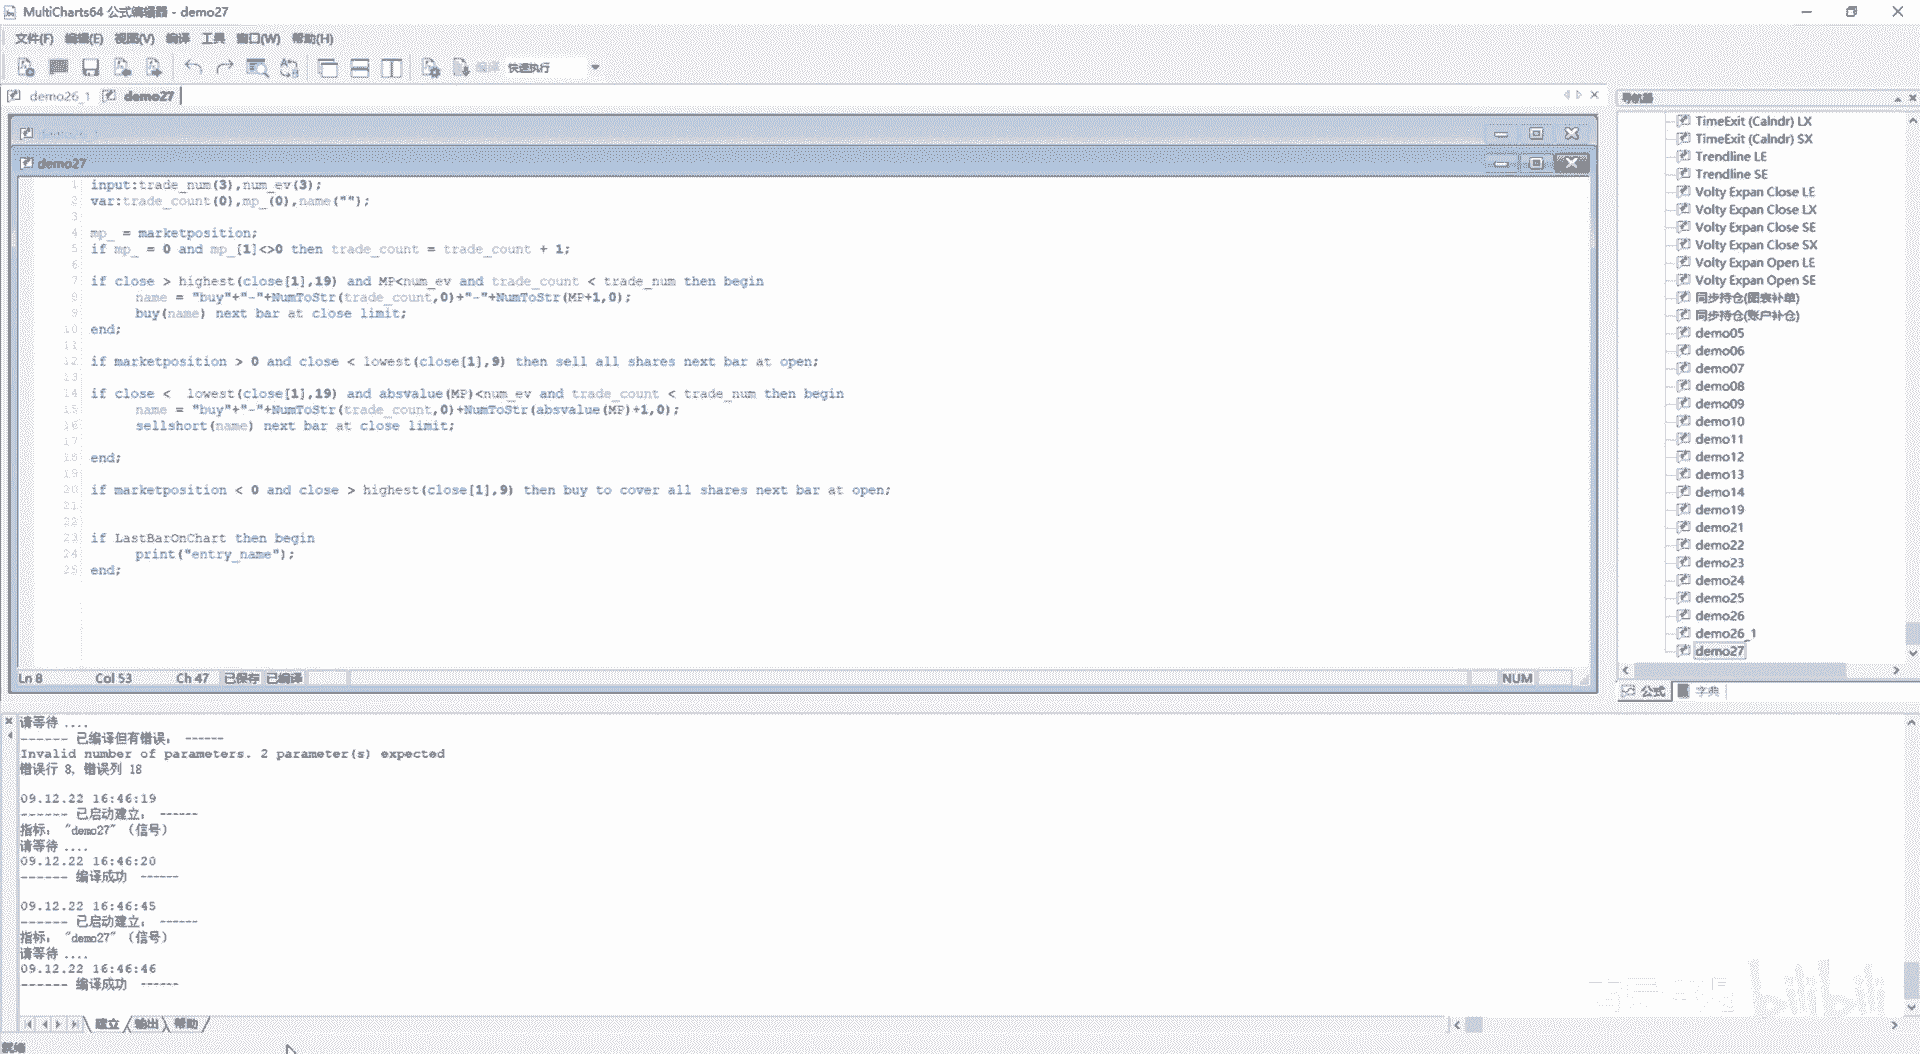 MultiCharts64 公式编辑器 - demo27
文件(F) 编辑(E) 视图(V) 编译 工具 窗口(W) 帮助(H)
编译 快速执行
demo26_1 demo27
demo27
1 input:trade_num(3),num_ev(3);
2 var:trade_count(0),mp_(0),name("");
3
4 mp_ = marketposition;
5 if mp_ = 0 and mp_[1]<>0 then trade_count = trade_count + 1;
6
7 if close > highest(close[1],19) and MP<num_ev and trade_count < trade_num then begin
8 name = "buy"+"-"+NumToStr(trade_count,0)+"-"+NumToStr(MP+1,0);
9 buy(name) next bar at close limit;
10 end;
11
12 if marketposition > 0 and close < lowest(close[1],9) then sell all shares next bar at open;
13
14 if close <  lowest(close[1],19) and absvalue(MP)<num_ev and trade_count < trade_num then begin
15 name = "buy"+"-"+NumToStr(trade_count,0)+NumToStr(absvalue(MP)+1,0);
16 sellshort(name) next bar at close limit;
17
18 end;
19
20 if marketposition < 0 and close > highest(close[1],9) then buy to cover all shares next bar at open;
21
22
23 if LastBarOnChart then begin
24 print("entry_name");
25 end;
Ln 8 Col 53 Ch 47 已保存 已编译 NUM
导航器
TimeExit (Calndr) LX
TimeExit (Calndr) SX
Trendline LE
Trendline SE
Volty Expan Close LE
Volty Expan Close LX
Volty Expan Close SE
Volty Expan Close SX
Volty Expan Open LE
Volty Expan Open SE
同步持仓(图表补单)
同步持仓(账户补仓)
demo05
demo06
demo07
demo08
demo09
demo10
demo11
demo12
demo13
demo14
demo19
demo21
demo22
demo23
demo24
demo25
demo26
demo26_1
demo27
公式 字典
请等待 ....
------ 已编译但有错误: ------
Invalid number of parameters. 2 parameter(s) expected
错误行 8, 错误列 18
09.12.22 16:46:19
------ 已启动建立: ------
指标: "demo27" (信号)
请等待 ....
09.12.22 16:46:20
------ 编译成功 ------
09.12.22 16:46:45
------ 已启动建立: ------
指标: "demo27" (信号)
请等待 ....
09.12.22 16:46:46
------ 编译成功 ------
建立 输出 帮助
就绪
bilibili